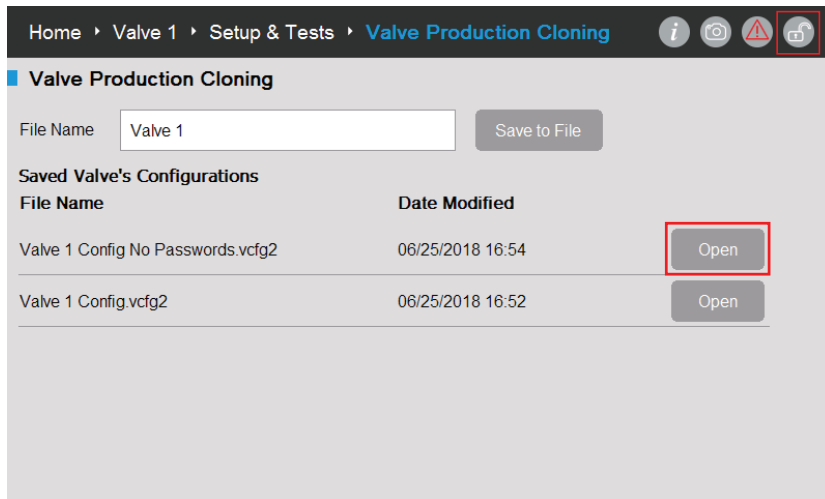 Home ‣ Valve 1 ‣ Setup & Tests ‣ Valve Production Cloning
Valve Production Cloning
File Name Valve 1 Save to File
Saved Valve's Configurations
File Name Date Modified
Valve 1 Config No Passwords.vcfg2 06/25/2018 16:54 Open
Valve 1 Config.vcfg2 06/25/2018 16:52 Open